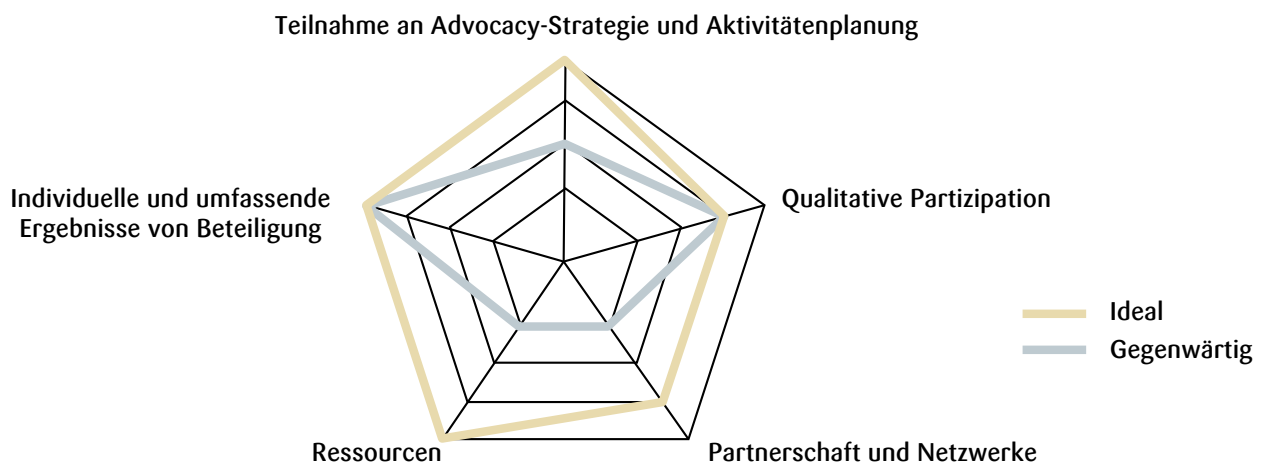 Teilnahme an Advocacy-Strategie und Aktivitätenplanung
Individuelle und umfassende
Ergebnisse von Beteiligung
Qualitative Partizipation
Ideal
Gegenwärtig
Ressourcen
Partnerschaft und Netzwerke